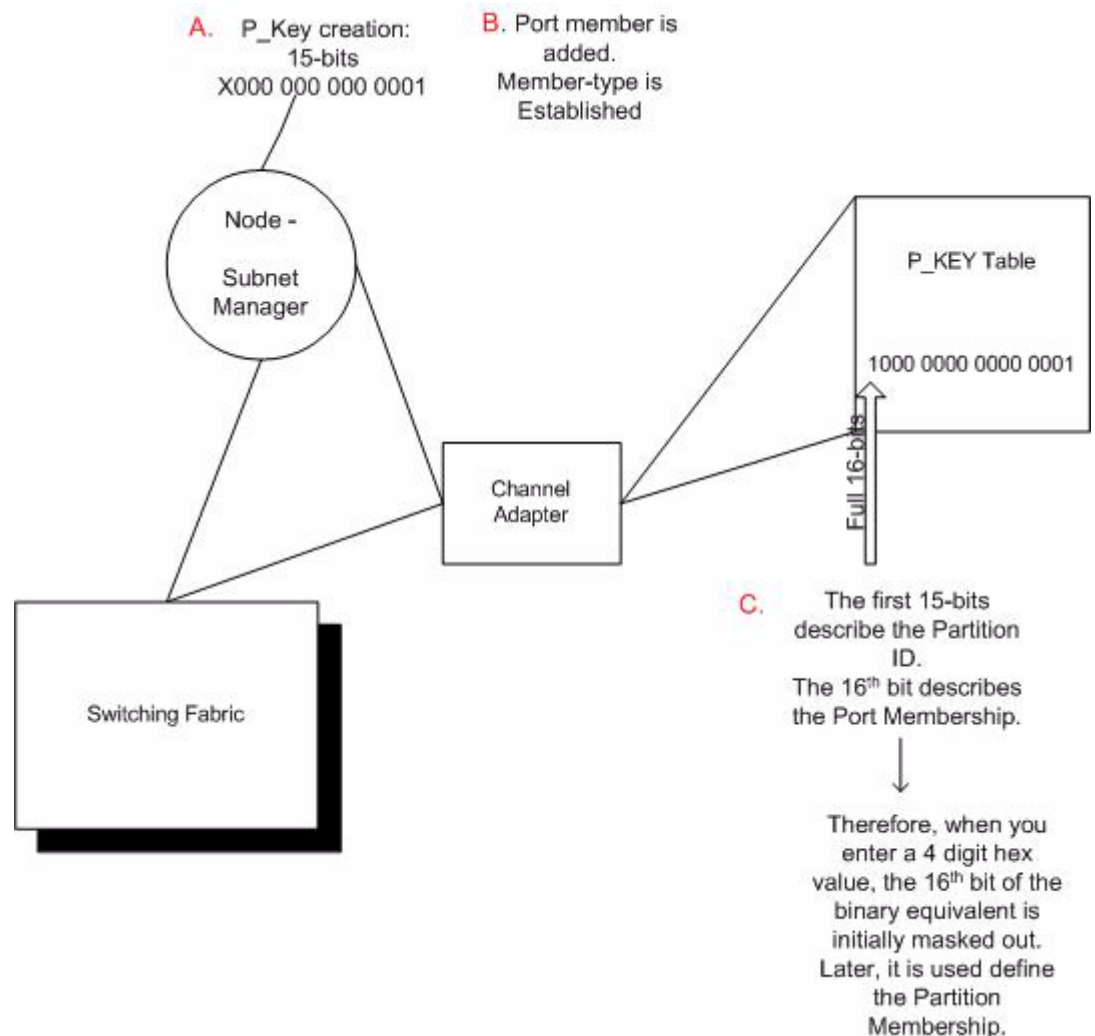 A. P_Key creation:
15-bits
X000 000 000 0001
B. Port member is
added.
Member-type is
Established
Node -
Subnet
Manager
P_KEY Table
1000 0000 0000 0001
Full 16-bits
Channel
Adapter
Switching Fabric
C. The first 15-bits
describe the Partition
ID.
The 16th bit describes
the Port Membership.
Therefore, when you
enter a 4 digit hex
value, the 16th bit of the
binary equivalent is
initially masked out.
Later, it is used define
the Partition
Membership.